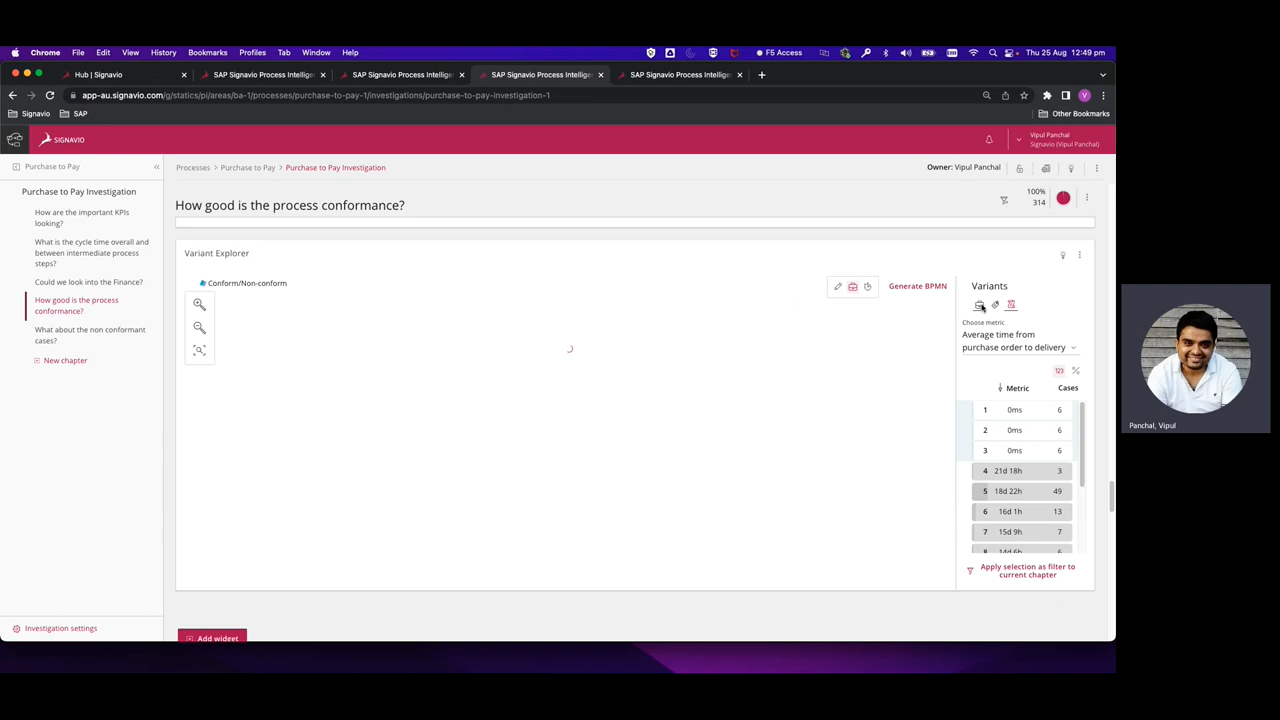 Chrome File Edit View History Bookmarks Profiles Tab Window Help F5 Access Thu 25 Aug 12:49 pm
Hub | Signavio
SAP Signavio Process Intellige
SAP Signavio Process Intellige
SAP Signavio Process Intellige
SAP Signavio Process Intellige
app-au.signavio.com/g/statics/pi/areas/ba-1/processes/purchase-to-pay-1/investigations/purchase-to-pay-investigation-1
Signavio SAP Other Bookmarks
SIGNAVIO
Vipul Panchal
Signavio (Vipul Panchal)
Purchase to Pay
Processes > Purchase to Pay > Purchase to Pay Investigation
Owner: Vipul Panchal
Purchase to Pay Investigation
How are the important KPIs
looking?
What is the cycle time overall and
between intermediate process
steps?
Could we look into the Finance?
How good is the process
conformance?
What about the non conformant
cases?
New chapter
Investigation settings
How good is the process conformance?
100%
314
Variant Explorer
Conform/Non-conform
Generate BPMN
Variants
Choose metric
Average time from
purchase order to delivery
123 %
Metric Cases
1 0ms 6
2 0ms 6
3 0ms 6
4 21d 18h 3
5 18d 22h 49
6 16d 1h 13
7 15d 9h 7
8 14d 6h 6
Apply selection as filter to
current chapter
Add widget
Panchal, Vipul